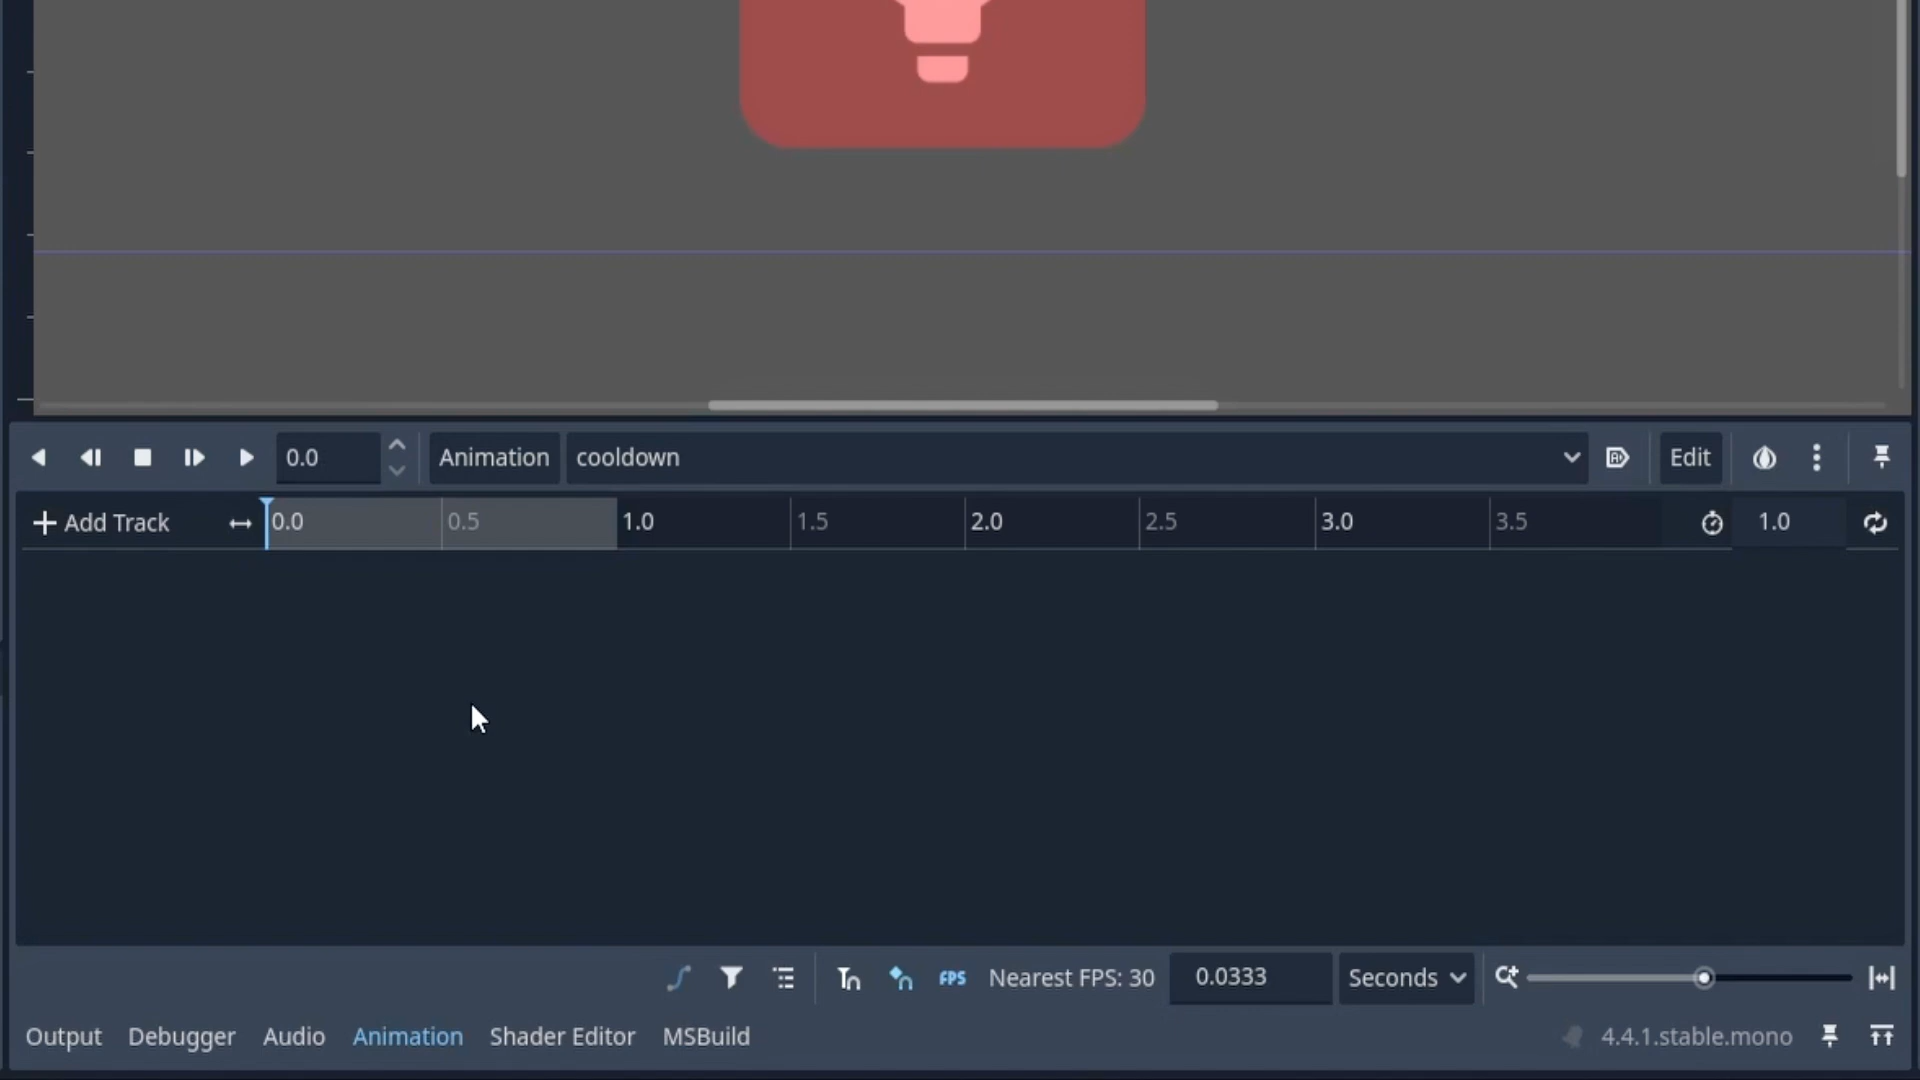 0.0 Animation cooldown Edit
Add Track 0.0 0.5 1.0 1.5 2.0 2.5 3.0 3.5 1.0
FPS Nearest FPS: 30 0.0333 Seconds
Output Debugger Audio Animation Shader Editor MSBuild 4.4.1.stable.mono